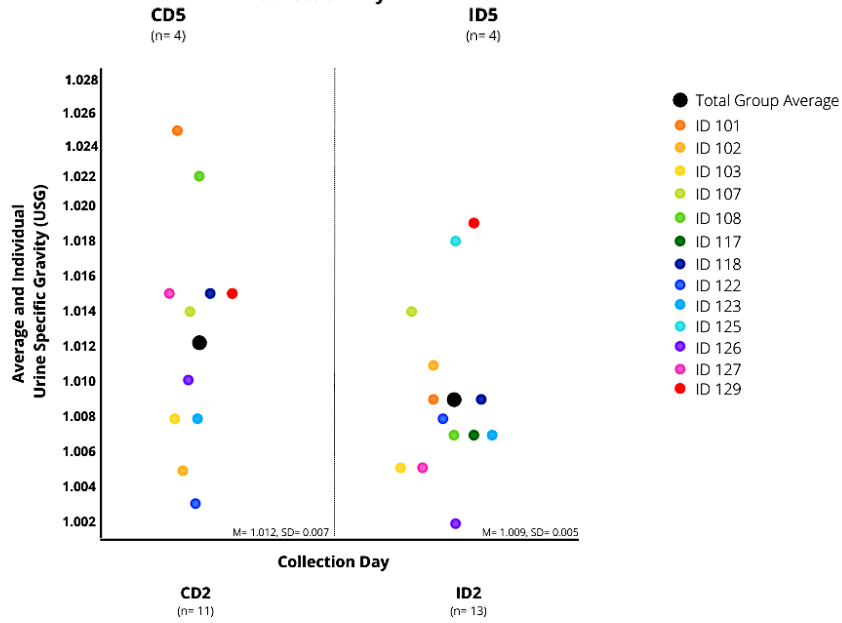 CD5 ID5
(n= 4) (n= 4)
1.028
1.026
1.024
1.022
1.020
1.018
1.016
1.014
1.012
1.010
1.008
1.006
1.004
1.002
Average and Individual
Urine Specific Gravity (USG)
M= 1.012, SD= 0.007 M= 1.009, SD= 0.005
Collection Day
CD2 ID2
(n= 11) (n= 13)
Total Group Average
ID 101
ID 102
ID 103
ID 107
ID 108
ID 117
ID 118
ID 122
ID 123
ID 125
ID 126
ID 127
ID 129